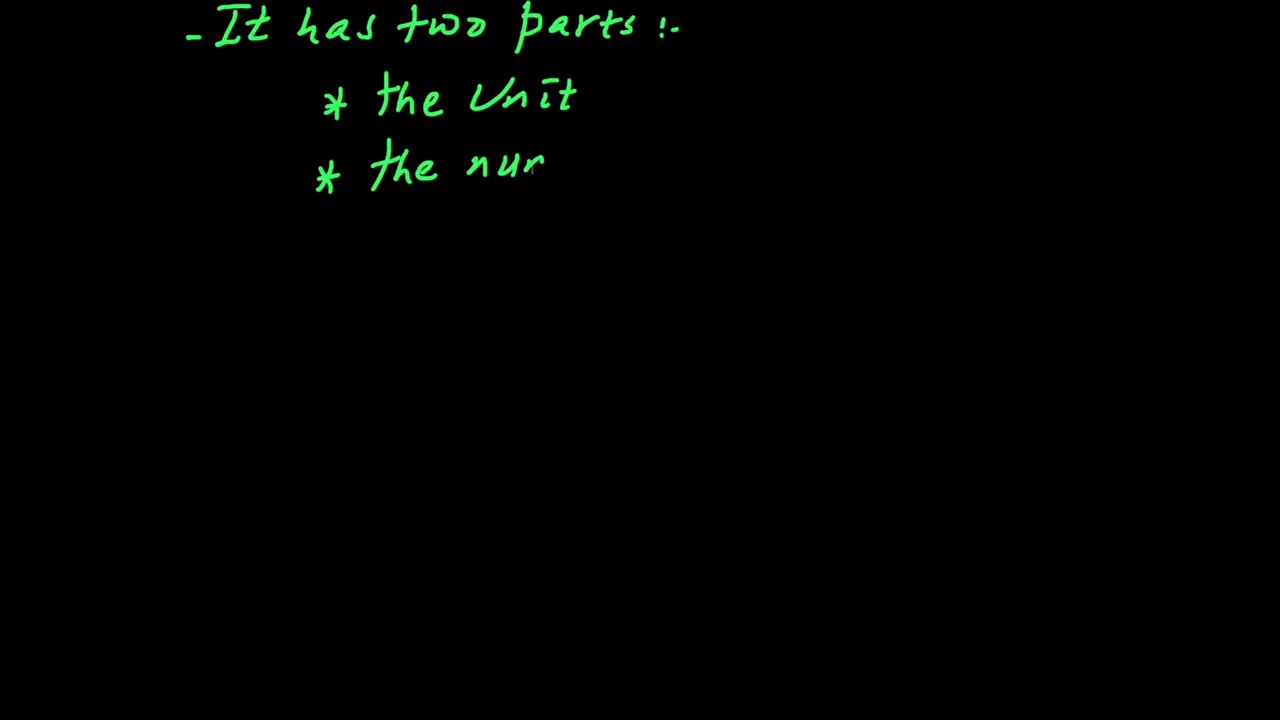 - It has two parts :-
* the Unit
* the nur